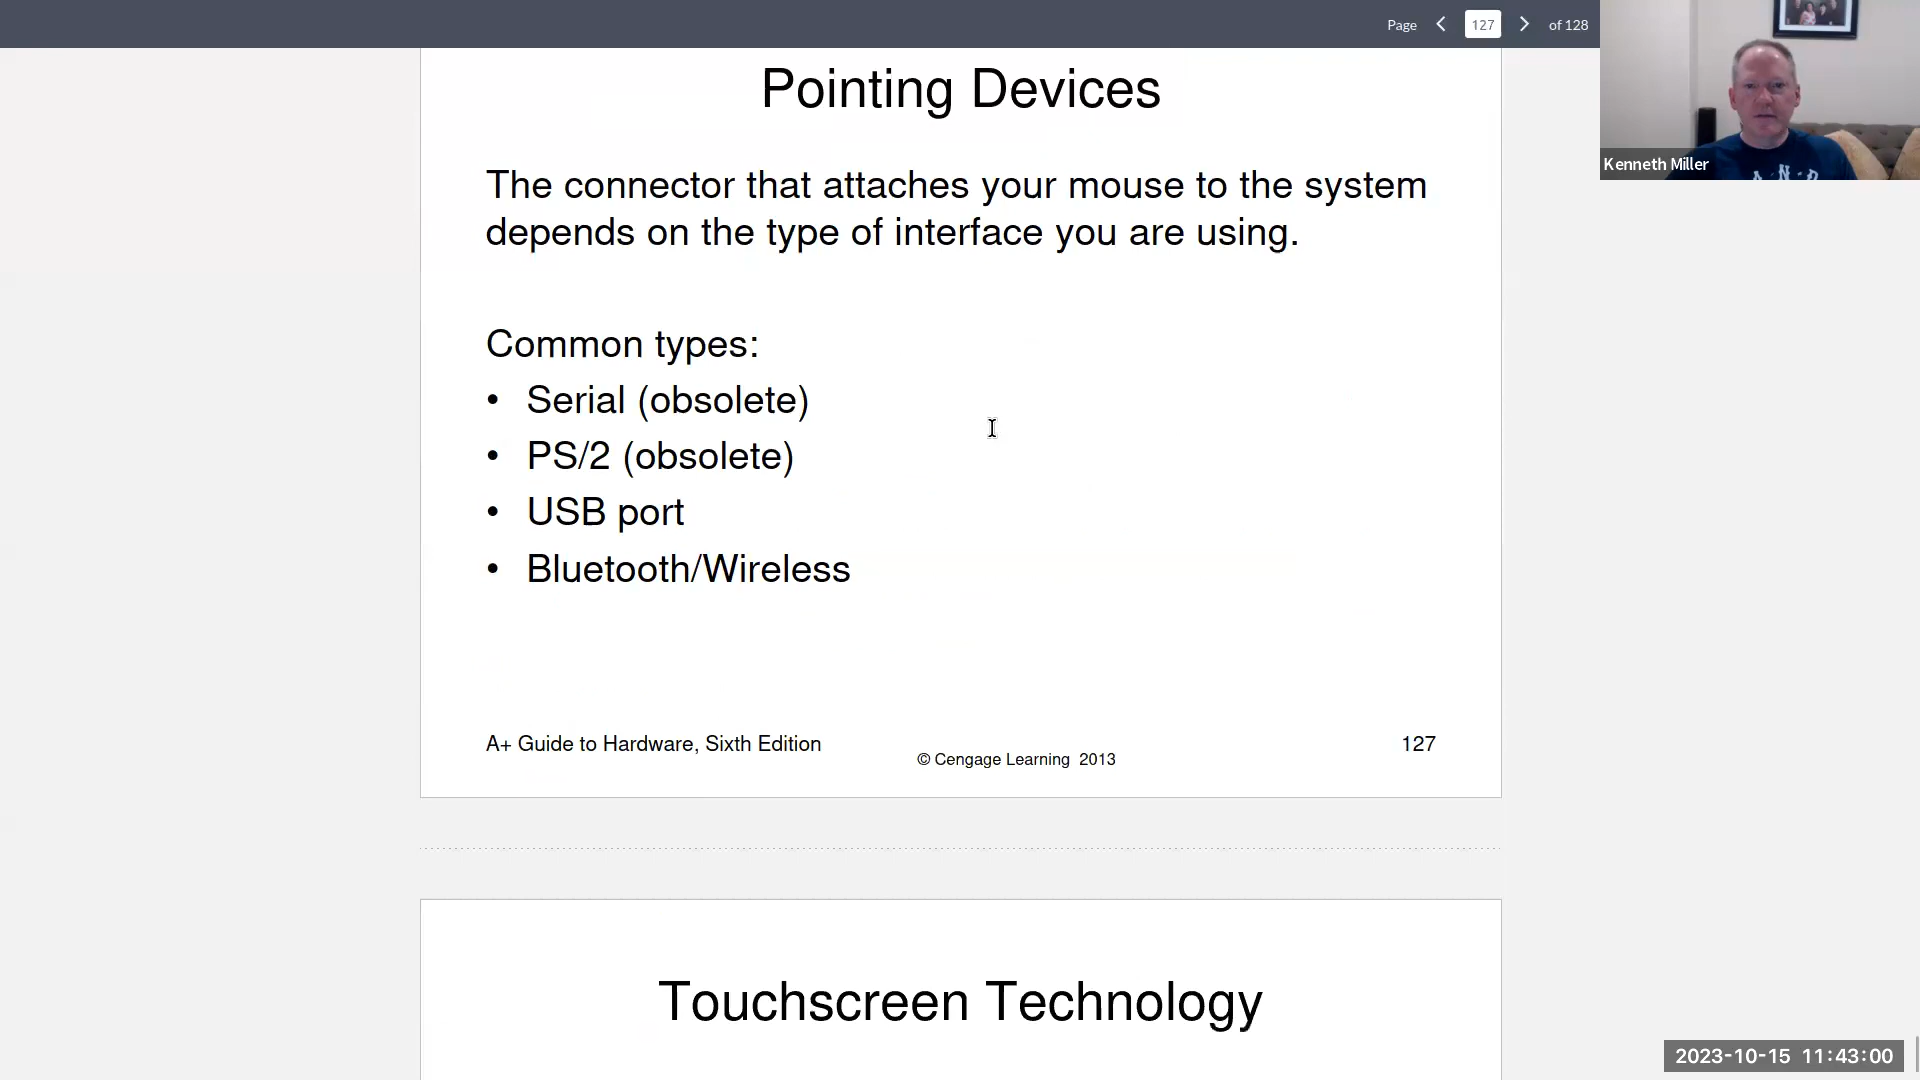 Page 127 of 128
Pointing Devices
The connector that attaches your mouse to the system
depends on the type of interface you are using.
Common types:
• Serial (obsolete)
• PS/2 (obsolete)
• USB port
• Bluetooth/Wireless
A+ Guide to Hardware, Sixth Edition
© Cengage Learning 2013
127
Touchscreen Technology
Kenneth Miller
2023-10-15 11:43:00